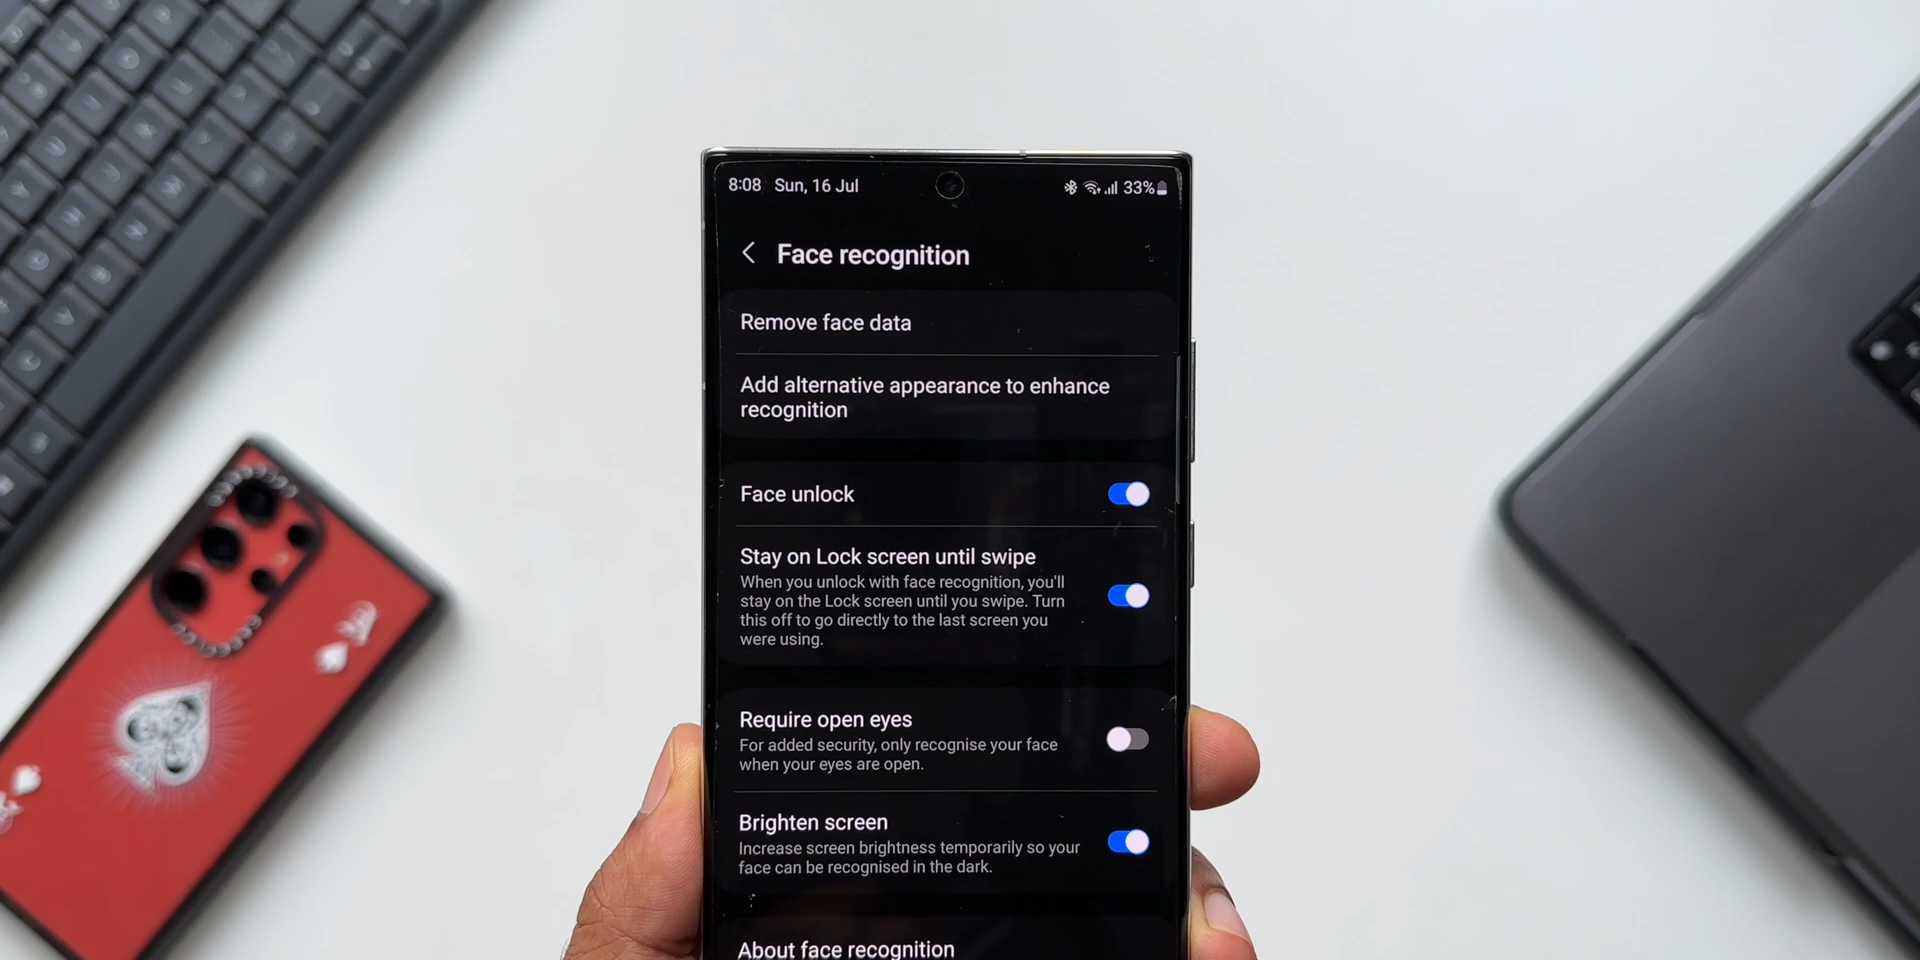 8:08 Sun, 16 Jul 33%
Face recognition
Remove face data
Add alternative appearance to enhance
recognition
Face unlock
Stay on Lock screen until swipe
When you unlock with face recognition, you'll
stay on the Lock screen until you swipe. Turn
this off to go directly to the last screen you
were using.
Require open eyes
For added security, only recognise your face
when your eyes are open.
Brighten screen
Increase screen brightness temporarily so your
face can be recognised in the dark.
About face recognition